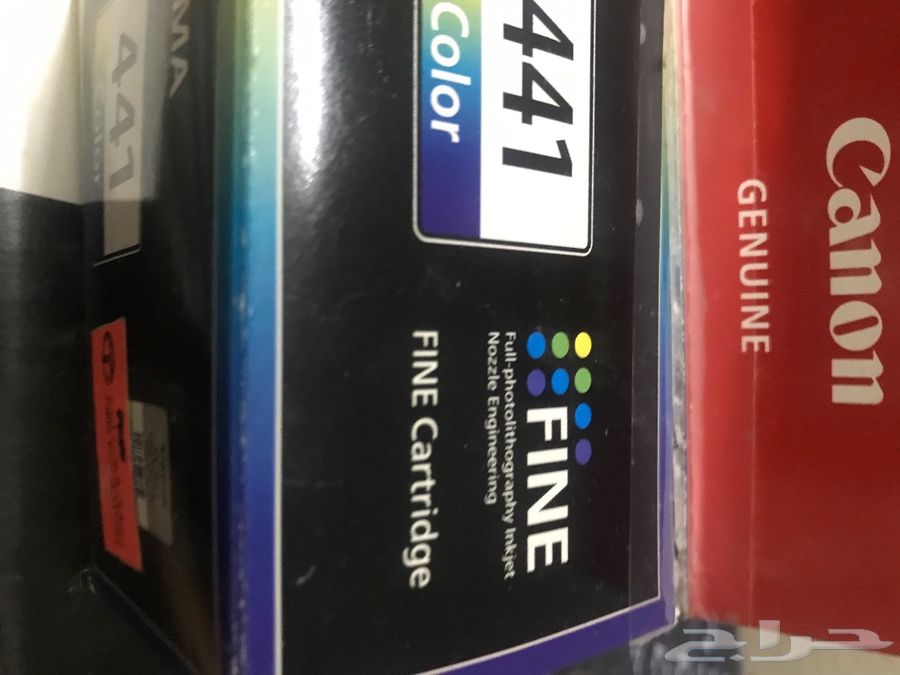 Canon
GENUINE
441
Color
FINE
Full-photolithography Inkjet
Nozzle Engineering
FINE Cartridge
441
حراج